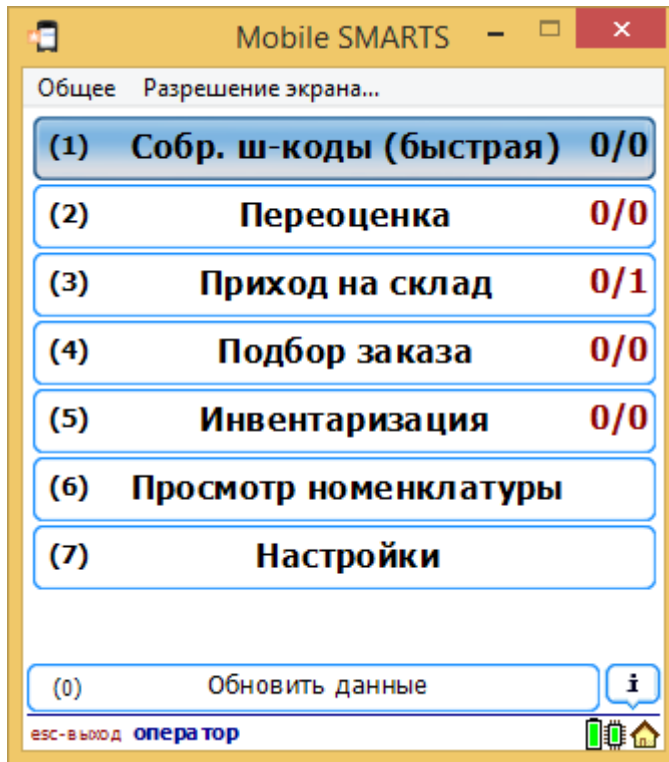 Mobile SMARTS
Общее Разрешение экрана...
(1) Собр. ш-коды (быстрая) 0/0
(2) Переоценка 0/0
(3) Приход на склад 0/1
(4) Подбор заказа 0/0
(5) Инвентаризация 0/0
(6) Просмотр номенклатуры
(7) Настройки
(0) Обновить данные i
esc-выход оператор